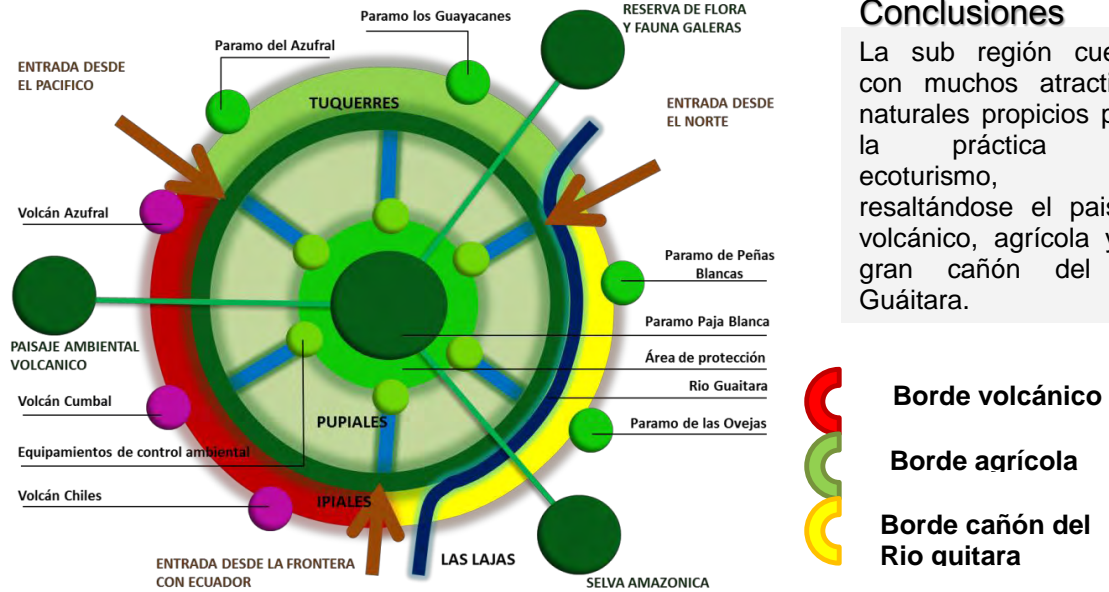 Paramo los Guayacanes
RESERVA DE FLORA
Y FAUNA GALERAS
Paramo del Azufral
ENTRADA DESDE
EL PACIFICO
TUQUERRES
ENTRADA DESDE
EL NORTE
Volcán Azufral
Paramo de Peñas
Blancas
Paramo Paja Blanca
PAISAJE AMBIENTAL
VOLCANICO
Área de protección
Rio Guaitara
Volcán Cumbal
PUPIALES
Paramo de las Ovejas
Equipamientos de control ambiental
Volcán Chiles
IPIALES
ENTRADA DESDE LA FRONTERA
CON ECUADOR
LAS LAJAS
SELVA AMAZONICA
Conclusiones
La sub región
con muchos
naturales propicios
la práctica
ecoturismo,
resaltándose el
volcánico, agrícola
gran cañón del
Guáitara.
Borde volcánico
Borde agrícola
Borde cañón del
Rio guitara